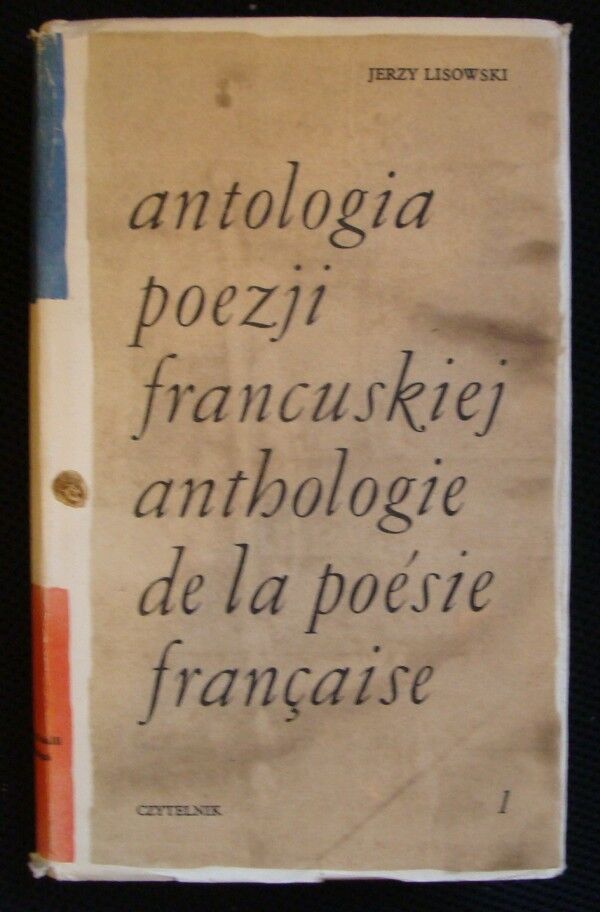 JERZY LISOWSKI
antologia
poezji
francuskiej
anthologie
de la poésie
française
CZYTELNIK
1